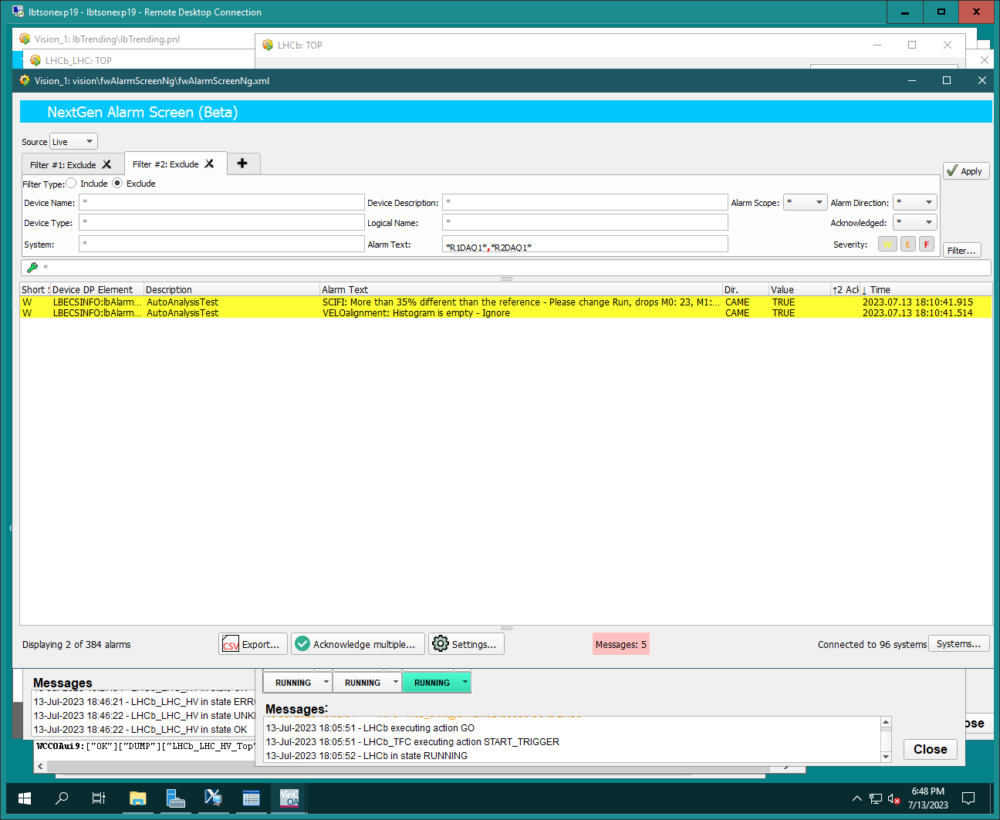 lbtsonexp19 - lbtsonexp19 - Remote Desktop Connection
Vision_1: lbTrending\lbTrending.pnl
LHCb: TOP
LHCb_LHC: TOP
Vision_1: vision\fwAlarmScreenNg\fwAlarmScreenNg.xml
NextGen Alarm Screen (Beta)
Source Live
Filter #1: Exclude Filter #2: Exclude
Apply
Filter Type: Include Exclude
Device Name: * Device Description: * Alarm Scope: * Alarm Direction: *
Device Type: * Logical Name: * Acknowledged: *
System: * Alarm Text: *R1DAQ1*,*R2DAQ1* Severity: W E F
Filter...
*
Short Device DP Element Description Alarm Text Dir. Value ↑2 Ack ↓ Time
W LBECSINFO:lbAlarm... AutoAnalysisTest SCIFI: More than 35% different than the reference - Please change Run, drops M0: 23, M1:... CAME TRUE 2023.07.13 18:10:41.915
W LBECSINFO:lbAlarm... AutoAnalysisTest VELOalignment: Histogram is empty - Ignore CAME TRUE 2023.07.13 18:10:41.514
Displaying 2 of 384 alarms CSV Export... Acknowledge multiple... Settings... Messages: 5 Connected to 96 systems Systems...
RUNNING RUNNING RUNNING
Messages
13-Jul-2023 18:46:21 - LHCb_LHC_HV in state ERR
13-Jul-2023 18:46:22 - LHCb_LHC_HV in state UNK
13-Jul-2023 18:46:22 - LHCb_LHC_HV in state OK
WCCOAui9:["OK"]["DUMP"]["LHCb_LHC_HV_Top"
Messages:
13-Jul-2023 18:05:51 - LHCb executing action GO
13-Jul-2023 18:05:51 - LHCb_TFC executing action START_TRIGGER
13-Jul-2023 18:05:52 - LHCb in state RUNNING
Close
ose
WinCC
OA
6:48 PM
7/13/2023